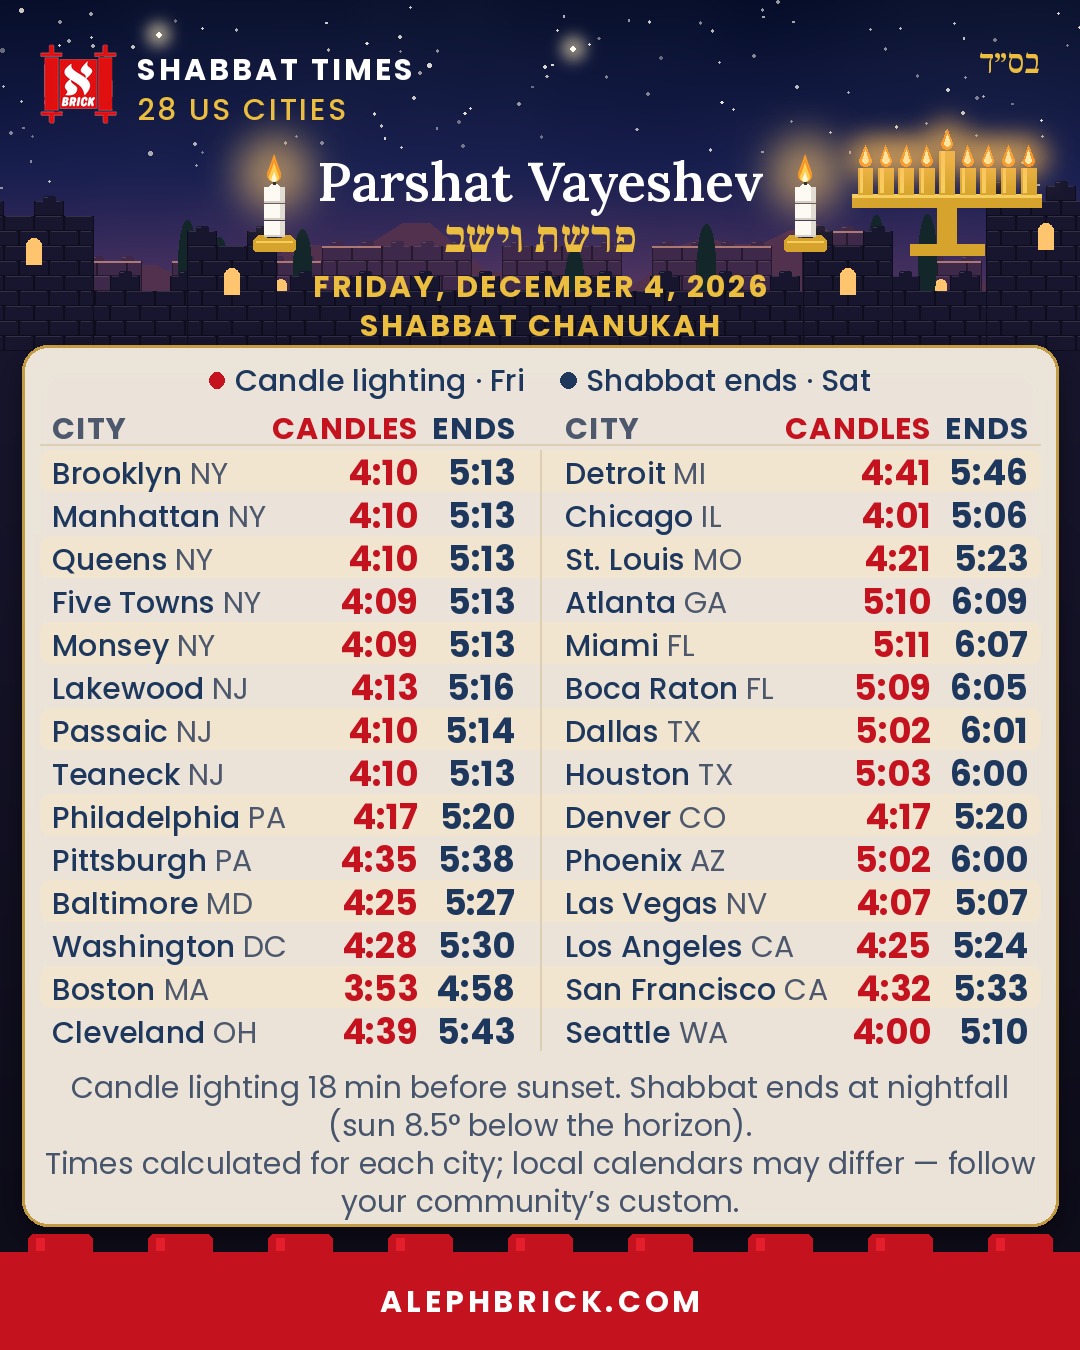 SHABBAT TIMES
28 US CITIES
בס״ד
א
BRICK
Parshat Vayeshev
פרשת וישב
FRIDAY, DECEMBER 4, 2026
SHABBAT CHANUKAH
Candle lighting · Fri Shabbat ends · Sat
CITY CANDLES ENDS CITY CANDLES ENDS
Brooklyn NY 4:10 5:13 Detroit MI 4:41 5:46
Manhattan NY 4:10 5:13 Chicago IL 4:01 5:06
Queens NY 4:10 5:13 St. Louis MO 4:21 5:23
Five Towns NY 4:09 5:13 Atlanta GA 5:10 6:09
Monsey NY 4:09 5:13 Miami FL 5:11 6:07
Lakewood NJ 4:13 5:16 Boca Raton FL 5:09 6:05
Passaic NJ 4:10 5:14 Dallas TX 5:02 6:01
Teaneck NJ 4:10 5:13 Houston TX 5:03 6:00
Philadelphia PA 4:17 5:20 Denver CO 4:17 5:20
Pittsburgh PA 4:35 5:38 Phoenix AZ 5:02 6:00
Baltimore MD 4:25 5:27 Las Vegas NV 4:07 5:07
Washington DC 4:28 5:30 Los Angeles CA 4:25 5:24
Boston MA 3:53 4:58 San Francisco CA 4:32 5:33
Cleveland OH 4:39 5:43 Seattle WA 4:00 5:10
Candle lighting 18 min before sunset. Shabbat ends at nightfall
(sun 8.5° below the horizon).
Times calculated for each city; local calendars may differ — follow
your community’s custom.
ALEPHBRICK.COM